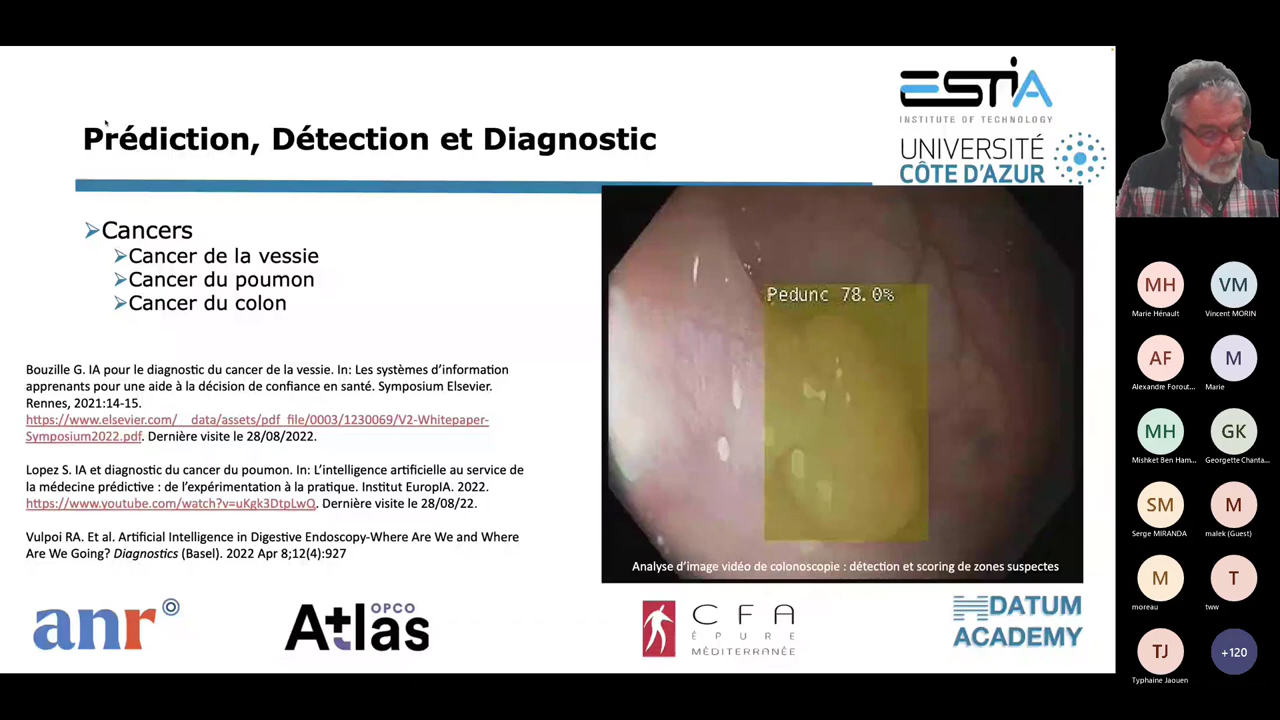 ESTIA
INSTITUTE OF TECHNOLOGY
UNIVERSITÉ
CÔTE D'AZUR
Prédiction, Détection et Diagnostic
Cancers
Cancer de la vessie
Cancer du poumon
Cancer du colon
Bouzille G. IA pour le diagnostic du cancer de la vessie. In: Les systèmes d'information
apprenants pour une aide à la décision de confiance en santé. Symposium Elsevier.
Rennes, 2021:14-15.
https://www.elsevier.com/__data/assets/pdf_file/0003/1230069/V2-Whitepaper-
Symposium2022.pdf. Dernière visite le 28/08/2022.
Lopez S. IA et diagnostic du cancer du poumon. In: L'intelligence artificielle au service de
la médecine prédictive : de l'expérimentation à la pratique. Institut EuropIA. 2022.
https://www.youtube.com/watch?v=uKgk3DtpLwQ. Dernière visite le 28/08/22.
Vulpoi RA. Et al. Artificial Intelligence in Digestive Endoscopy-Where Are We and Where
Are We Going? Diagnostics (Basel). 2022 Apr 8;12(4):927
Pedunc 78.0%
Analyse d'image vidéo de colonoscopie : détection et scoring de zones suspectes
anr
OPCO
Atlas
CFA
ÉPURE
MÉDITERRANÉE
DATUM
ACADEMY
MH
Marie Hénault
VM
Vincent MORIN
AF
Alexandre Forout...
M
Marie
MH
Mishket Ben Ham...
GK
Georgette Chanta...
SM
Serge MIRANDA
M
malek (Guest)
M
moreau
T
tww
TJ
Typhaine Jaouen
+120